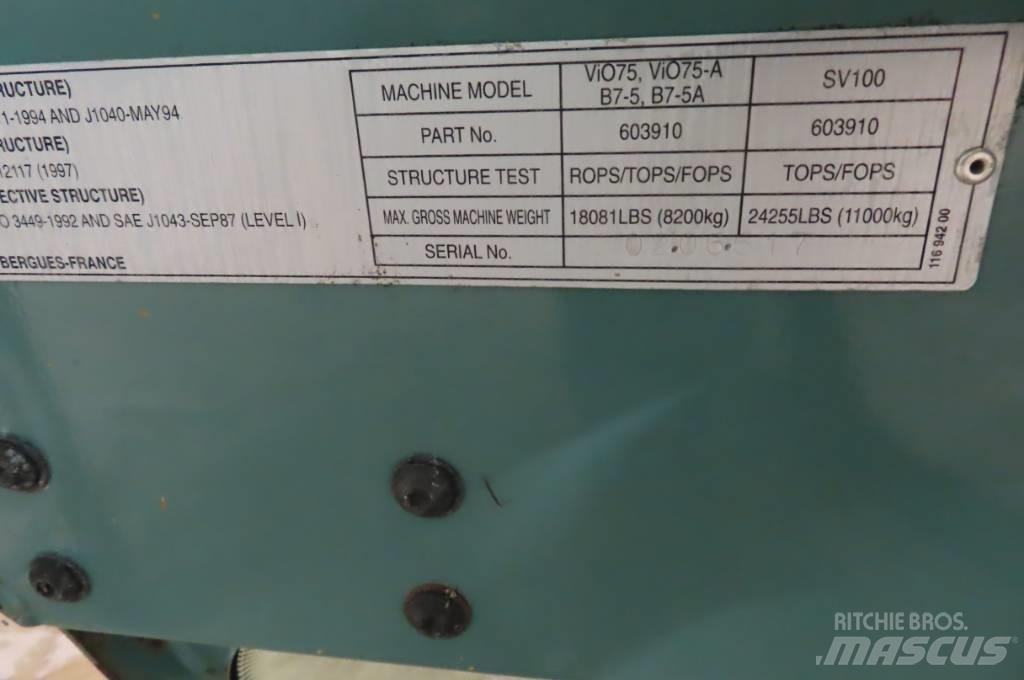 RUCTURE)
1-1994 AND J1040-MAY94
RUCTURE)
12117 (1997)
ECTIVE STRUCTURE)
O 3449-1992 AND SAE J1043-SEP87 (LEVEL I)
BERGUES-FRANCE
MACHINE MODEL ViO75, ViO75-A B7-5, B7-5A SV100
PART No. 603910 603910
STRUCTURE TEST ROPS/TOPS/FOPS TOPS/FOPS
MAX. GROSS MACHINE WEIGHT 18081LBS (8200kg) 24255LBS (11000kg)
SERIAL No.
116 942 00
RITCHIE BROS.
MASCUS